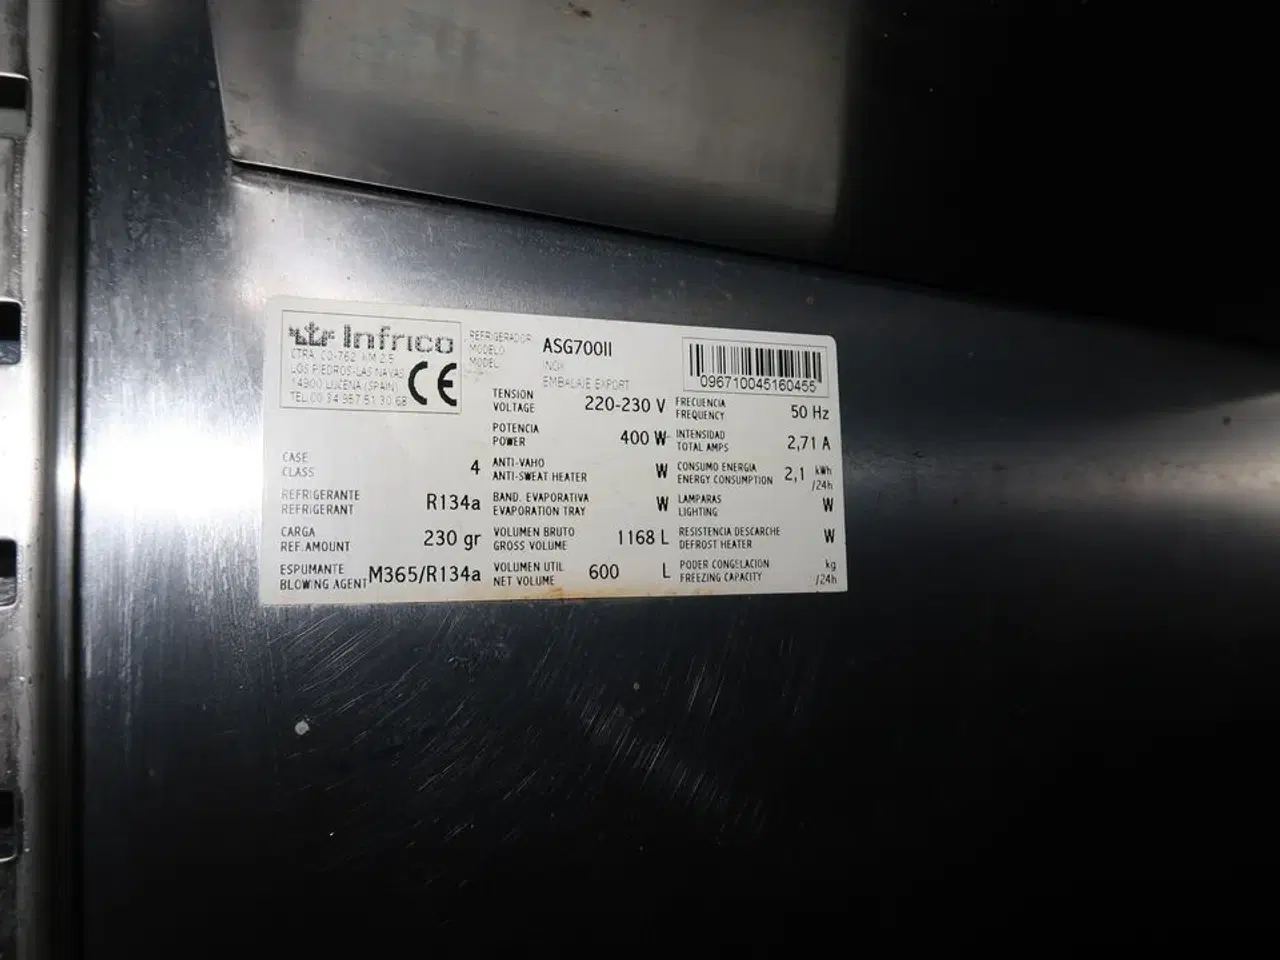 Infrico
CTRA. CO-762 KM 2,5
LOS PIEDROS-LAS NAVAS
14900 LUCENA (SPAIN)
TEL.00 34 957 51 30 68
CE
REFRIGERADOR
MODELO
MODEL
ASG700II
INOX
EMBALAJE EXPORT
096710045160455
TENSION
VOLTAGE
220-230 V
FRECUENCIA
FREQUENCY
50 Hz
POTENCIA
POWER
400 W
INTENSIDAD
TOTAL AMPS
2,71 A
CASE
CLASS
4
ANTI-VAHO
ANTI-SWEAT HEATER
W
CONSUMO ENERGIA
ENERGY CONSUMPTION
2,1 kWh
/24h
REFRIGERANTE
REFRIGERANT
R134a
BAND. EVAPORATIVA
EVAPORATION TRAY
W
LAMPARAS
LIGHTING
W
CARGA
REF. AMOUNT
230 gr
VOLUMEN BRUTO
GROSS VOLUME
1168 L
RESISTENCIA DESCARCHE
DEFROST HEATER
W
ESPUMANTE
BLOWING AGENT
M365/R134a
VOLUMEN UTIL
NET VOLUME
600 L
PODER CONGELACION
FREEZING CAPACITY
kg
/24h